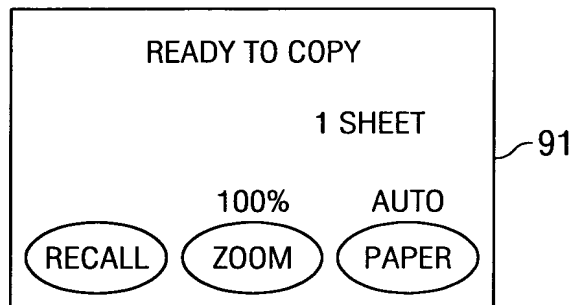 READY TO COPY
1 SHEET
91
100% AUTO
RECALL ZOOM PAPER